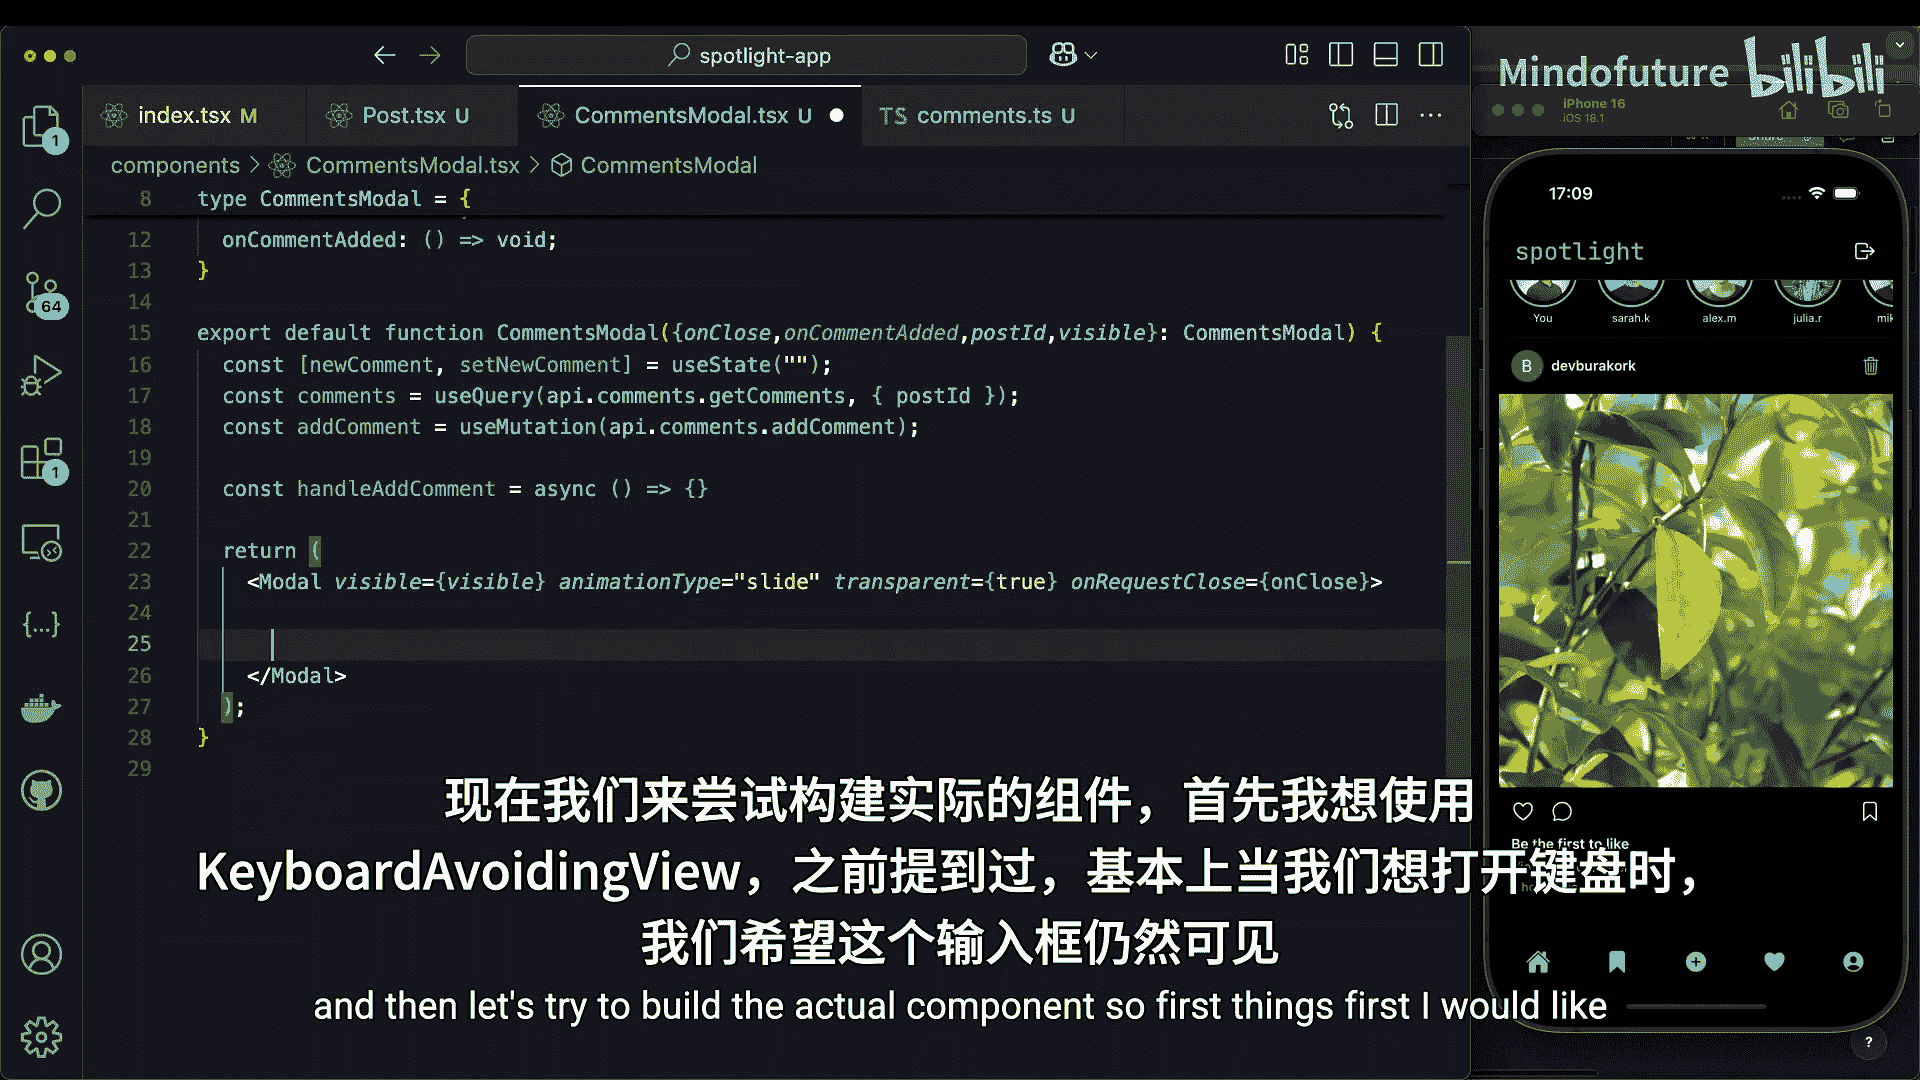 spotlight-app
Mindofuture bilibili
iPhone 16
iOS 18.1
index.tsx M
Post.tsx U
CommentsModal.tsx U
TS comments.ts U
components > CommentsModal.tsx > CommentsModal
8 type CommentsModal = {
12 onCommentAdded: () => void;
13 }
14
15 export default function CommentsModal({onClose,onCommentAdded,postId,visible}: CommentsModal) {
16 const [newComment, setNewComment] = useState("");
17 const comments = useQuery(api.comments.getComments, { postId });
18 const addComment = useMutation(api.comments.addComment);
19
20 const handleAddComment = async () => {}
21
22 return (
23 <Modal visible={visible} animationType="slide" transparent={true} onRequestClose={onClose}>
24
25
26 </Modal>
27 );
28 }
29
1
64
1
17:09
spotlight
You
sarah.k
alex.m
julia.r
mik
B devburakork
Be the first to like
现在我们来尝试构建实际的组件，首先我想使用
KeyboardAvoidingView，之前提到过，基本上当我们想打开键盘时，
我们希望这个输入框仍然可见
and then let's try to build the actual component so first things first I would like
?